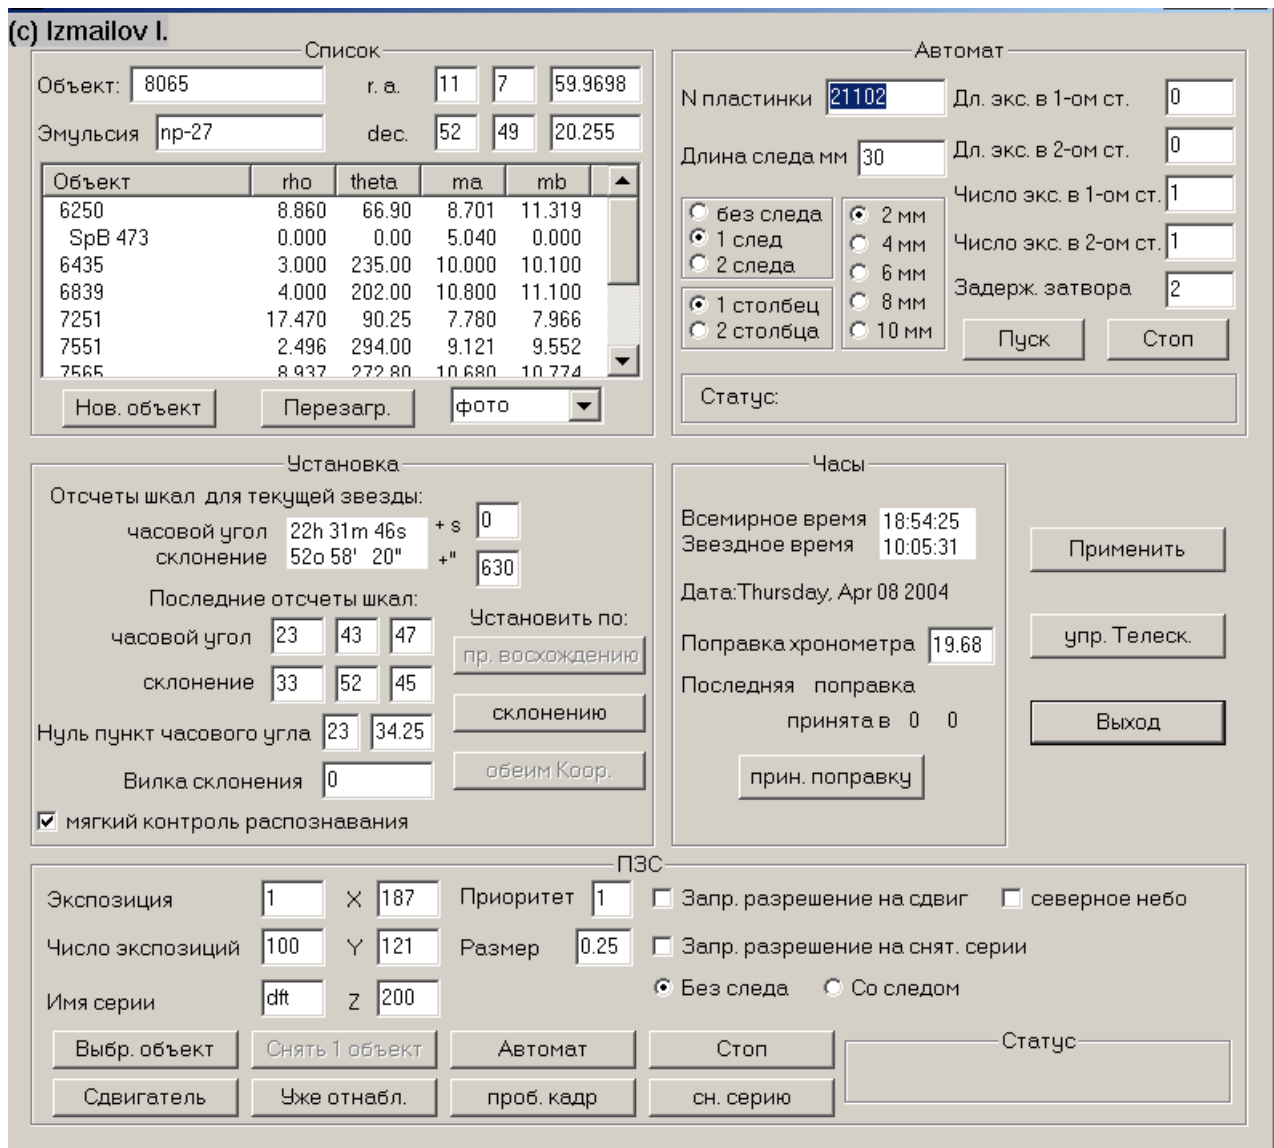 (c) Izmailov I.
Список
Объект: 8065 r. a. 11 7 59.9698
Эмульсия пр-27 dec. 52 49 20.255
Объект rho theta ma mb
6250 8.860 66.90 8.701 11.319
SpB 473 0.000 0.00 5.040 0.000
6435 3.000 235.00 10.000 10.100
6839 4.000 202.00 10.800 11.100
7251 17.470 90.25 7.780 7.966
7551 2.496 294.00 9.121 9.552
7565 8.937 272.80 10.680 10.774
Нов. объект Перезагр. фото
Автомат
N пластинки 21102 Дл. экс. в 1-ом ст. 0
Длина следа мм 30 Дл. экс. в 2-ом ст. 0
Число экс. в 1-ом ст. 1
без следа 2 мм
1 след 4 мм Число экс. в 2-ом ст. 1
2 следа 6 мм
Задерж. затвора 2
1 столбец 8 мм
2 столбца 10 мм Пуск Стоп
Статус:
Установка
Отсчеты шкал для текущей звезды:
часовой угол 22h 31m 46s + s 0
склонение 52o 58' 20" +" 630
Последние отсчеты шкал:
Установить по:
часовой угол 23 43 47
пр. восхождению
склонение 33 52 45
склонению
Нуль пункт часового угла 23 34.25
Вилка склонения 0 обеим Коор.
мягкий контроль распознавания
Часы
Всемирное время 18:54:25
Звездное время 10:05:31
Дата:Thursday, Apr 08 2004
Поправка хронометра 19.68
Последняя поправка
принята в 0 0
прин. поправку
Применить
упр. Телеск.
Выход
ПЗС
Экспозиция 1 X 187 Приоритет 1 Запр. разрешение на сдвиг северное небо
Число экспозиций 100 Y 121 Размер 0.25 Запр. разрешение на снят. серии
Без следа Со следом
Имя серии dft Z 200
Выбр. объект Снять 1 объект Автомат Стоп Статус
Сдвигатель Уже отнабл. проб. кадр сн. серию